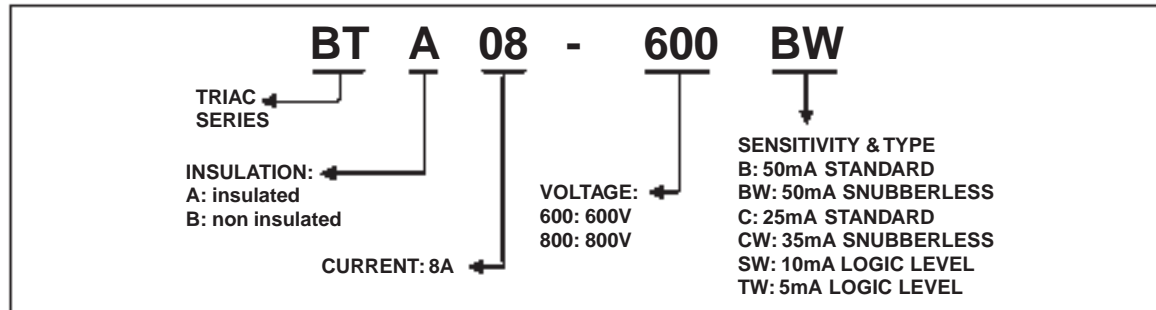 BT A 08 - 600 BW
TRIAC
SERIES
INSULATION:
A: insulated
B: non insulated
CURRENT: 8A
VOLTAGE:
600: 600V
800: 800V
SENSITIVITY & TYPE
B: 50mA STANDARD
BW: 50mA SNUBBERLESS
C: 25mA STANDARD
CW: 35mA SNUBBERLESS
SW: 10mA LOGIC LEVEL
TW: 5mA LOGIC LEVEL